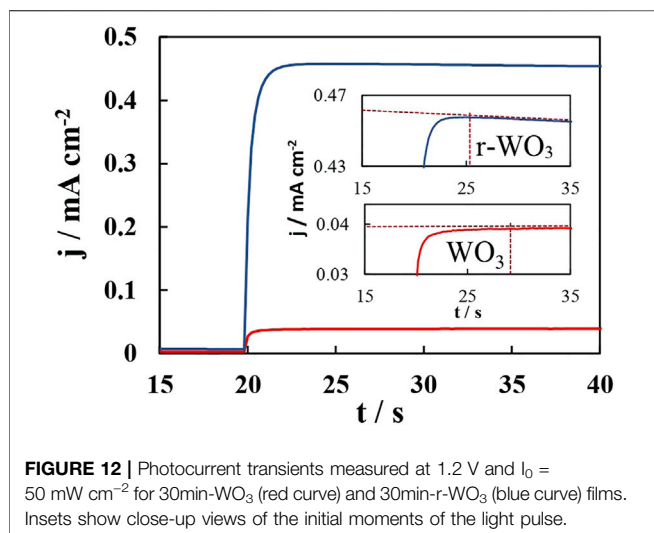 0.5
0.4
0.3
0.2
0.1
0
j / mA cm⁻²
15 20 25 30 35 40
t / s
0.47
0.43
r-WO₃
15 25 35
j / mA cm⁻²
0.04
0.03
WO₃
15 25 35
t / s
FIGURE 12 | Photocurrent transients measured at 1.2 V and I₀ =
50 mW cm⁻² for 30min-WO₃ (red curve) and 30min-r-WO₃ (blue curve) films.
Insets show close-up views of the initial moments of the light pulse.